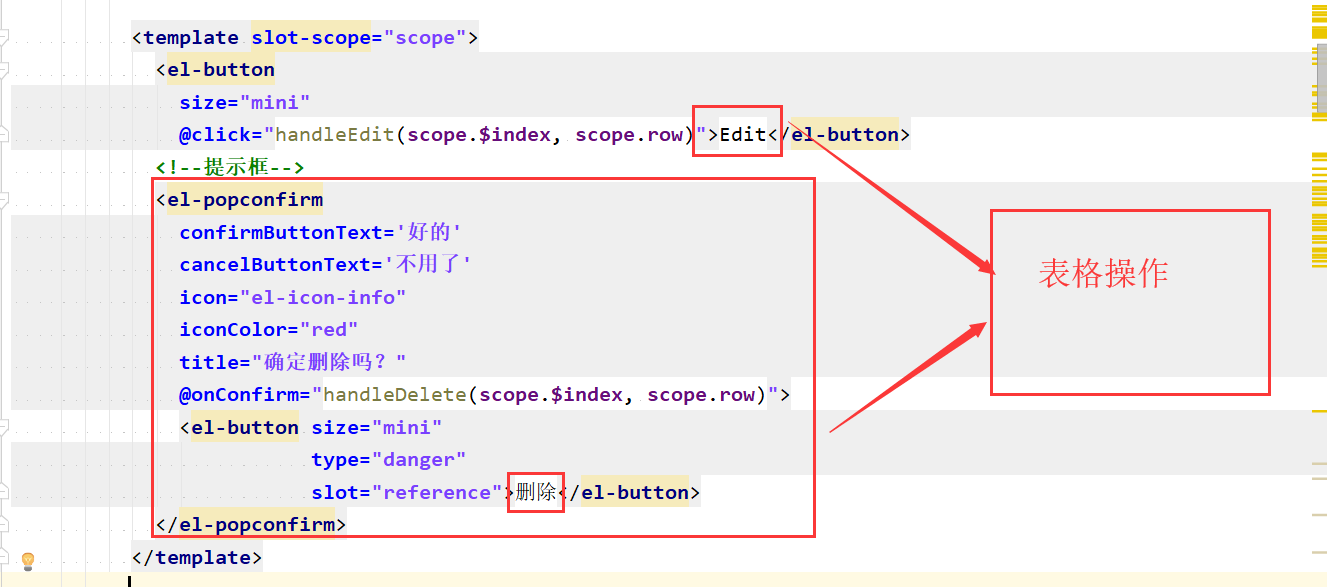 <template slot-scope="scope">
<el-button
size="mini"
@click="handleEdit(scope.$index, scope.row)">Edit</el-button>
<!--提示框-->
<el-popconfirm
confirmButtonText='好的'
cancelButtonText='不用了'
icon="el-icon-info"
iconColor="red"
title="确定删除吗？"
@onConfirm="handleDelete(scope.$index, scope.row)">
<el-button size="mini"
type="danger"
slot="reference">删除</el-button>
</el-popconfirm>
</template>
表格操作